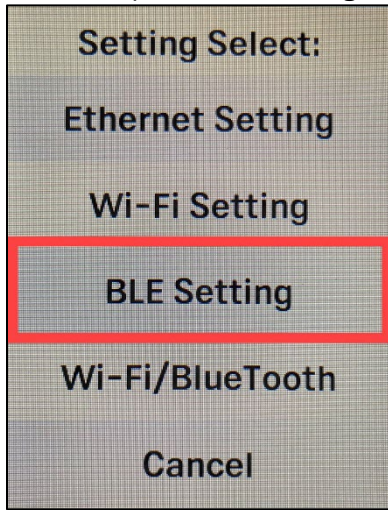 Setting Select:
Ethernet Setting
Wi-Fi Setting
BLE Setting
Wi-Fi/BlueTooth
Cancel